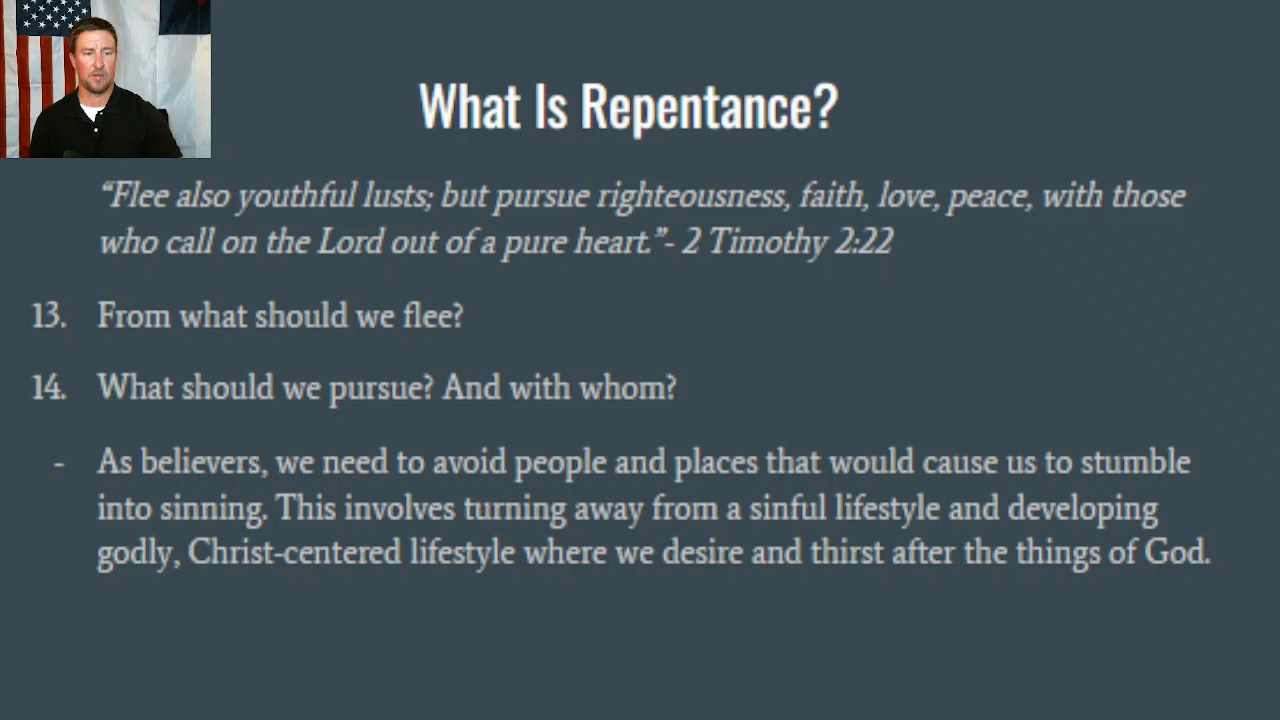 What Is Repentance?
“Flee also youthful lusts; but pursue righteousness, faith, love, peace, with those
who call on the Lord out of a pure heart.”- 2 Timothy 2:22
13. From what should we flee?
14. What should we pursue? And with whom?
- As believers, we need to avoid people and places that would cause us to stumble
into sinning. This involves turning away from a sinful lifestyle and developing
godly, Christ-centered lifestyle where we desire and thirst after the things of God.